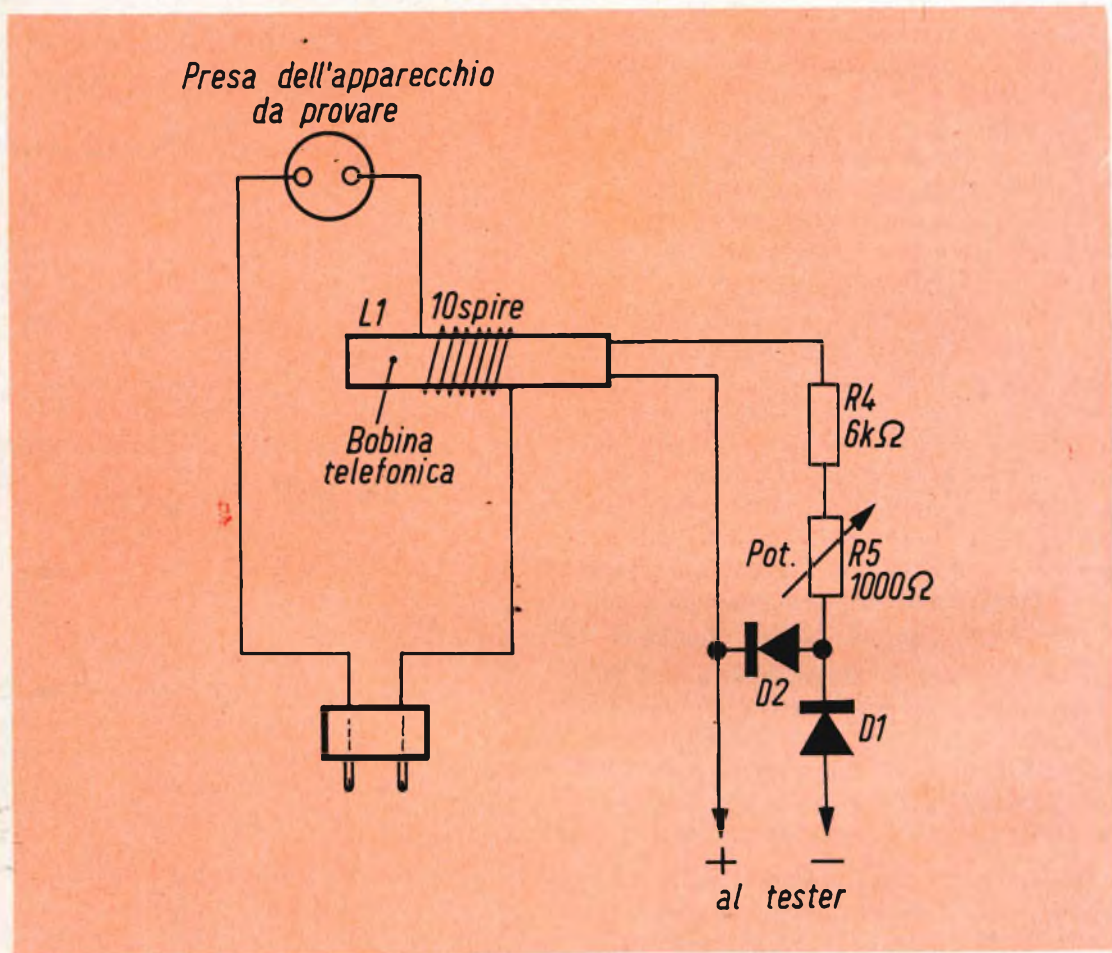 Presa dell'apparecchio
da provare
L1
10spire
Bobina
telefonica
R4
6kΩ
Pot.
R5
1000Ω
D2
D1
+
−
al tester